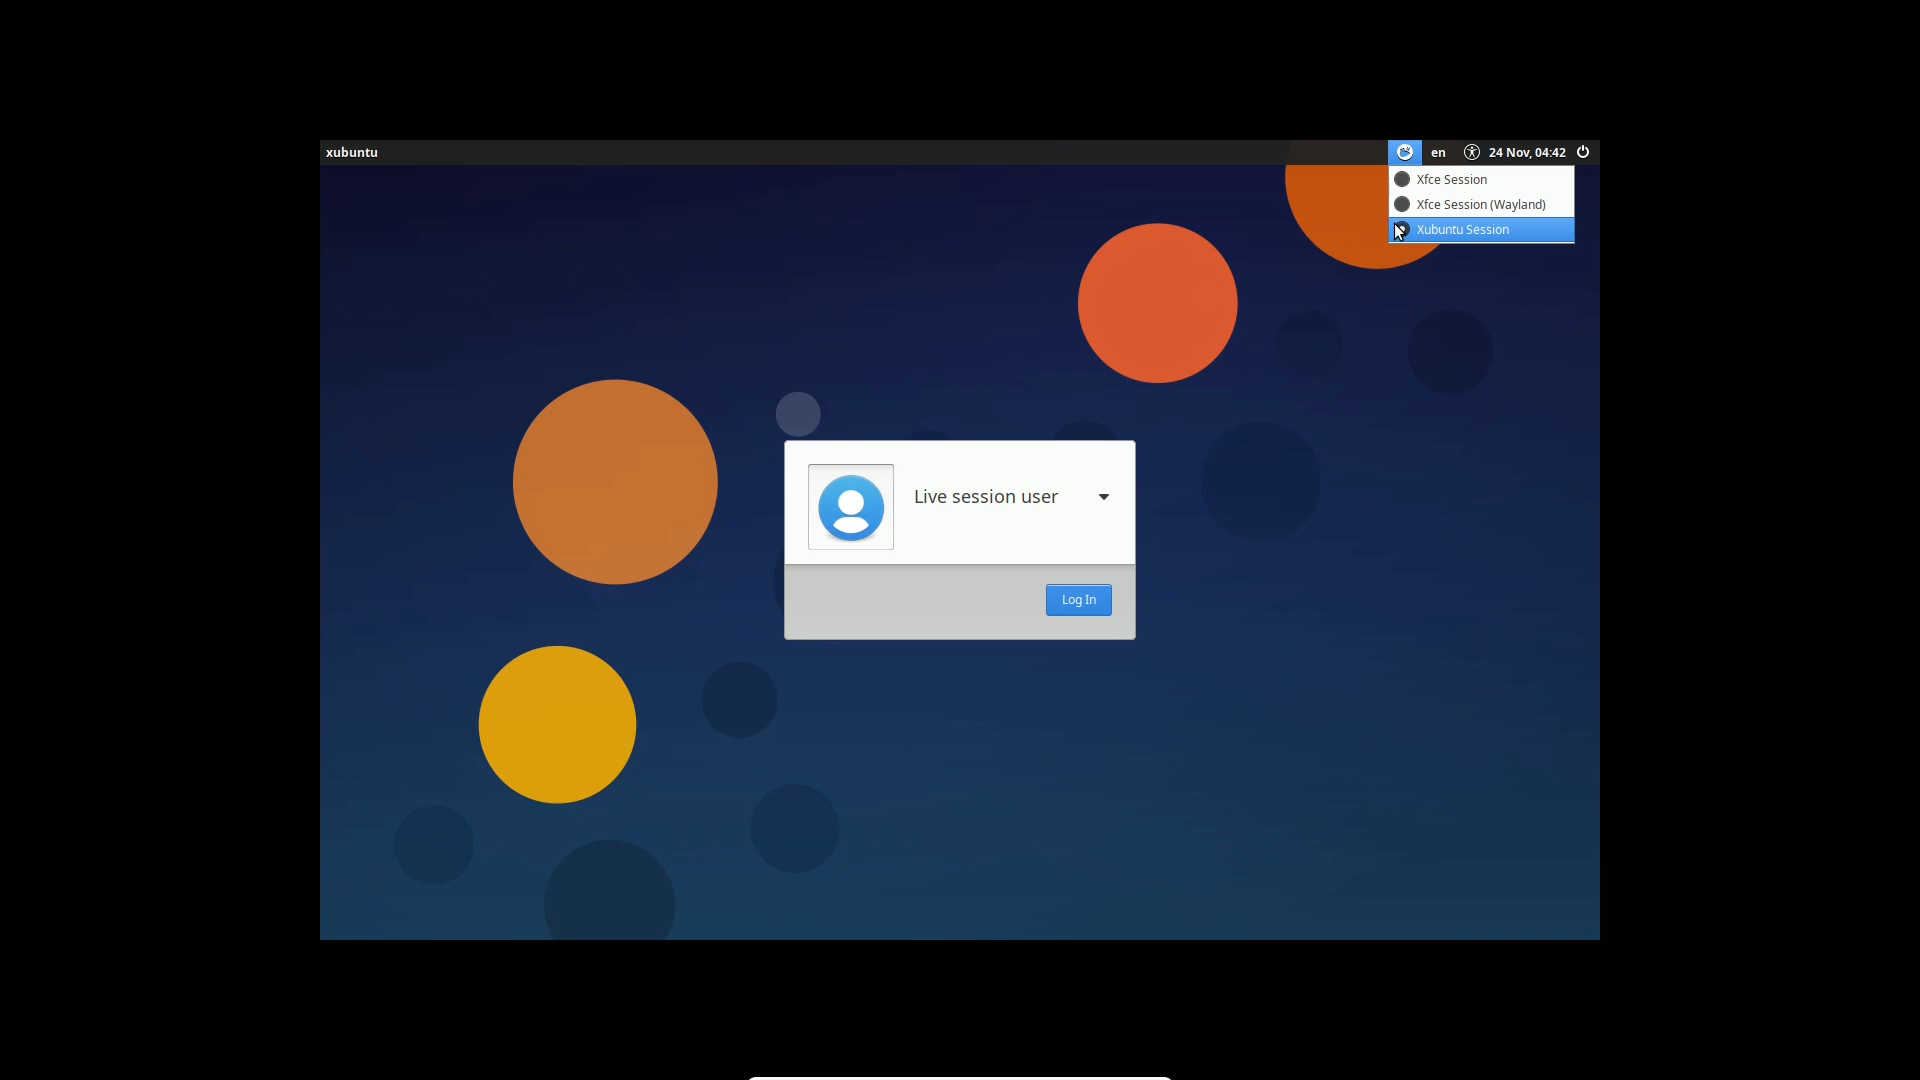 xubuntu
en
24 Nov, 04:42
Xfce Session
Xfce Session (Wayland)
Xubuntu Session
Live session user
Log In